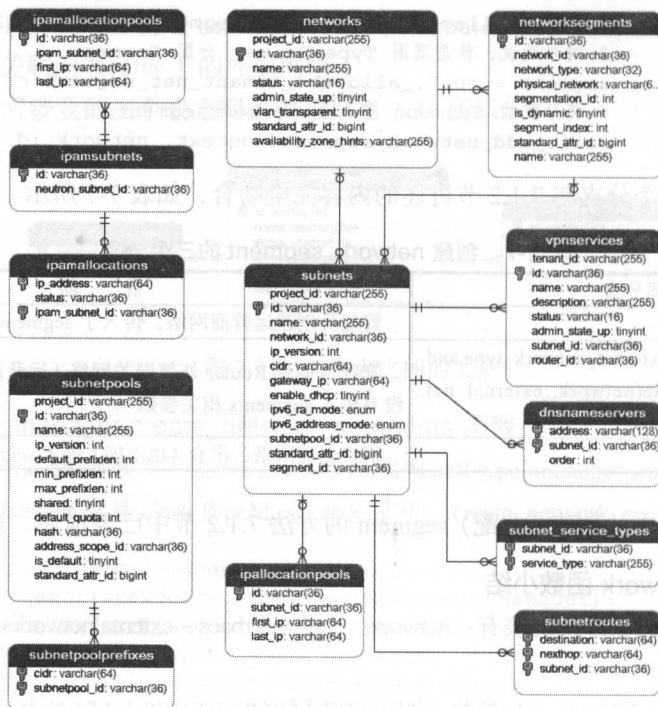 ipamallocationpools
id: varchar(36)
ipam_subnet_id: varchar(36)
first_ip: varchar(64)
last_ip: varchar(64)
networks
project_id: varchar(255)
id: varchar(36)
name: varchar(255)
status: varchar(16)
admin_state_up: tinyint
vlan_transparent: tinyint
standard_attr_id: bigint
availability_zone_hints: varchar(255)
networksegments
id: varchar(36)
network_id: varchar(36)
network_type: varchar(32)
physical_network: varchar(6...
segmentation_id: int
is_dynamic: tinyint
segment_index: int
standard_attr_id: bigint
name: varchar(255)
ipamsubnets
id: varchar(36)
neutron_subnet_id: varchar(36)
ipamallocations
ip_address: varchar(64)
status: varchar(36)
ipam_subnet_id: varchar(36)
subnets
project_id: varchar(255)
id: varchar(36)
name: varchar(255)
network_id: varchar(36)
ip_version: int
cidr: varchar(64)
gateway_ip: varchar(64)
enable_dhcp: tinyint
ipv6_ra_mode: enum
ipv6_address_mode: enum
subnetpool_id: varchar(36)
standard_attr_id: bigint
segment_id: varchar(36)
vpnservices
tenant_id: varchar(255)
id: varchar(36)
name: varchar(255)
description: varchar(255)
status: varchar(16)
admin_state_up: tinyint
subnet_id: varchar(36)
router_id: varchar(36)
subnetpools
project_id: varchar(255)
id: varchar(36)
name: varchar(255)
ip_version: int
default_prefixlen: int
min_prefixlen: int
max_prefixlen: int
shared: tinyint
default_quota: int
hash: varchar(36)
address_scope_id: varchar(36)
is_default: tinyint
standard_attr_id: bigint
dnsnameservers
address: varchar(128)
subnet_id: varchar(36)
order: int
subnet_service_types
subnet_id: varchar(36)
service_type: varchar(255)
ipallocationpools
id: varchar(36)
subnet_id: varchar(36)
first_ip: varchar(64)
last_ip: varchar(64)
subnetroutes
destination: varchar(64)
nexthop: varchar(64)
subnet_id: varchar(36)
subnetpoolprefixes
cidr: varchar(64)
subnetpool_id: varchar(36)